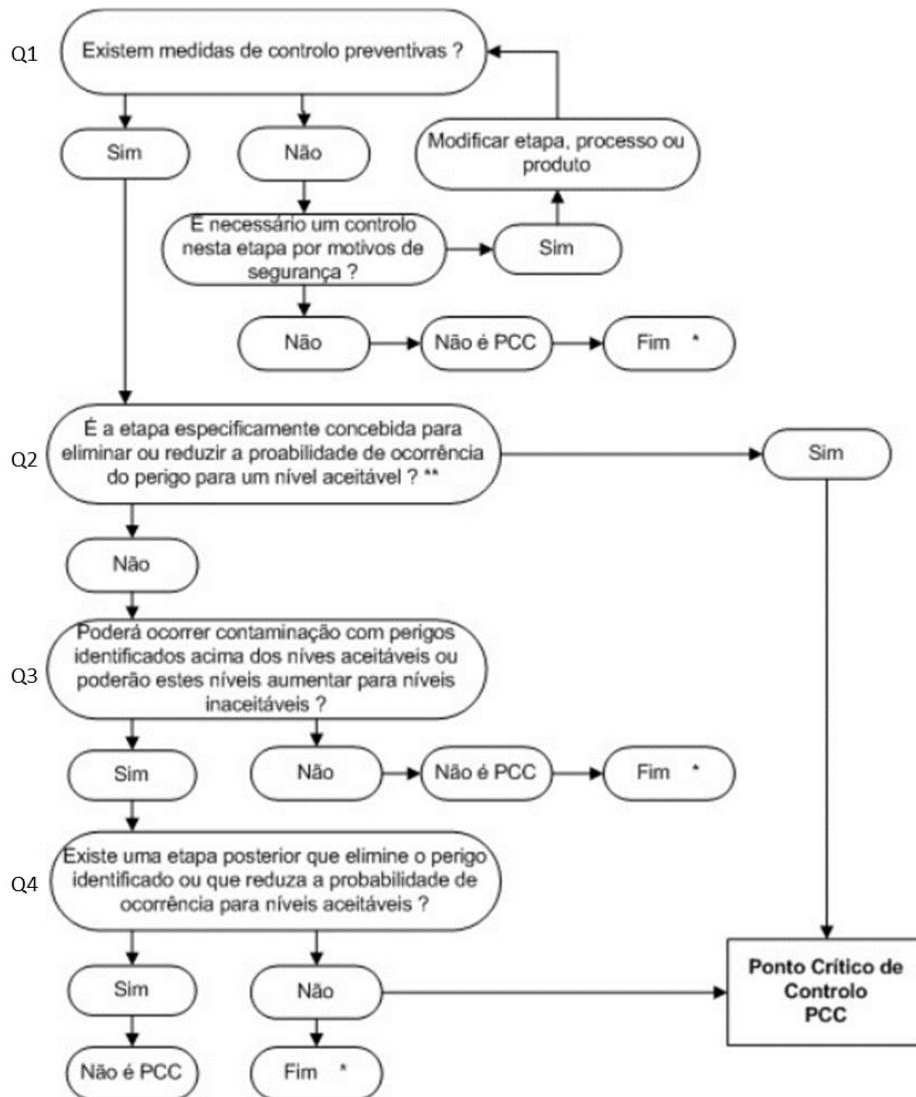 Q1
Existem medidas de controlo preventivas ?
Sim
Não
Modificar etapa, processo ou
produto
É necessário um controlo
nesta etapa por motivos de
segurança ?
Sim
Não
Não é PCC
Fim *
Q2
É a etapa especificamente concebida para
eliminar ou reduzir a proabilidade de ocorrência
do perigo para um nível aceitável ? **
Sim
Não
Q3
Poderá ocorrer contaminação com perigos
identificados acima dos níves aceitáveis ou
poderão estes níveis aumentar para níveis
inaceitáveis ?
Sim
Não
Não é PCC
Fim *
Q4
Existe uma etapa posterior que elimine o perigo
identificado ou que reduza a probabilidade de
ocorrência para níveis aceitáveis ?
Sim
Não
Ponto Crítico de
Controlo
PCC
Não é PCC
Fim *